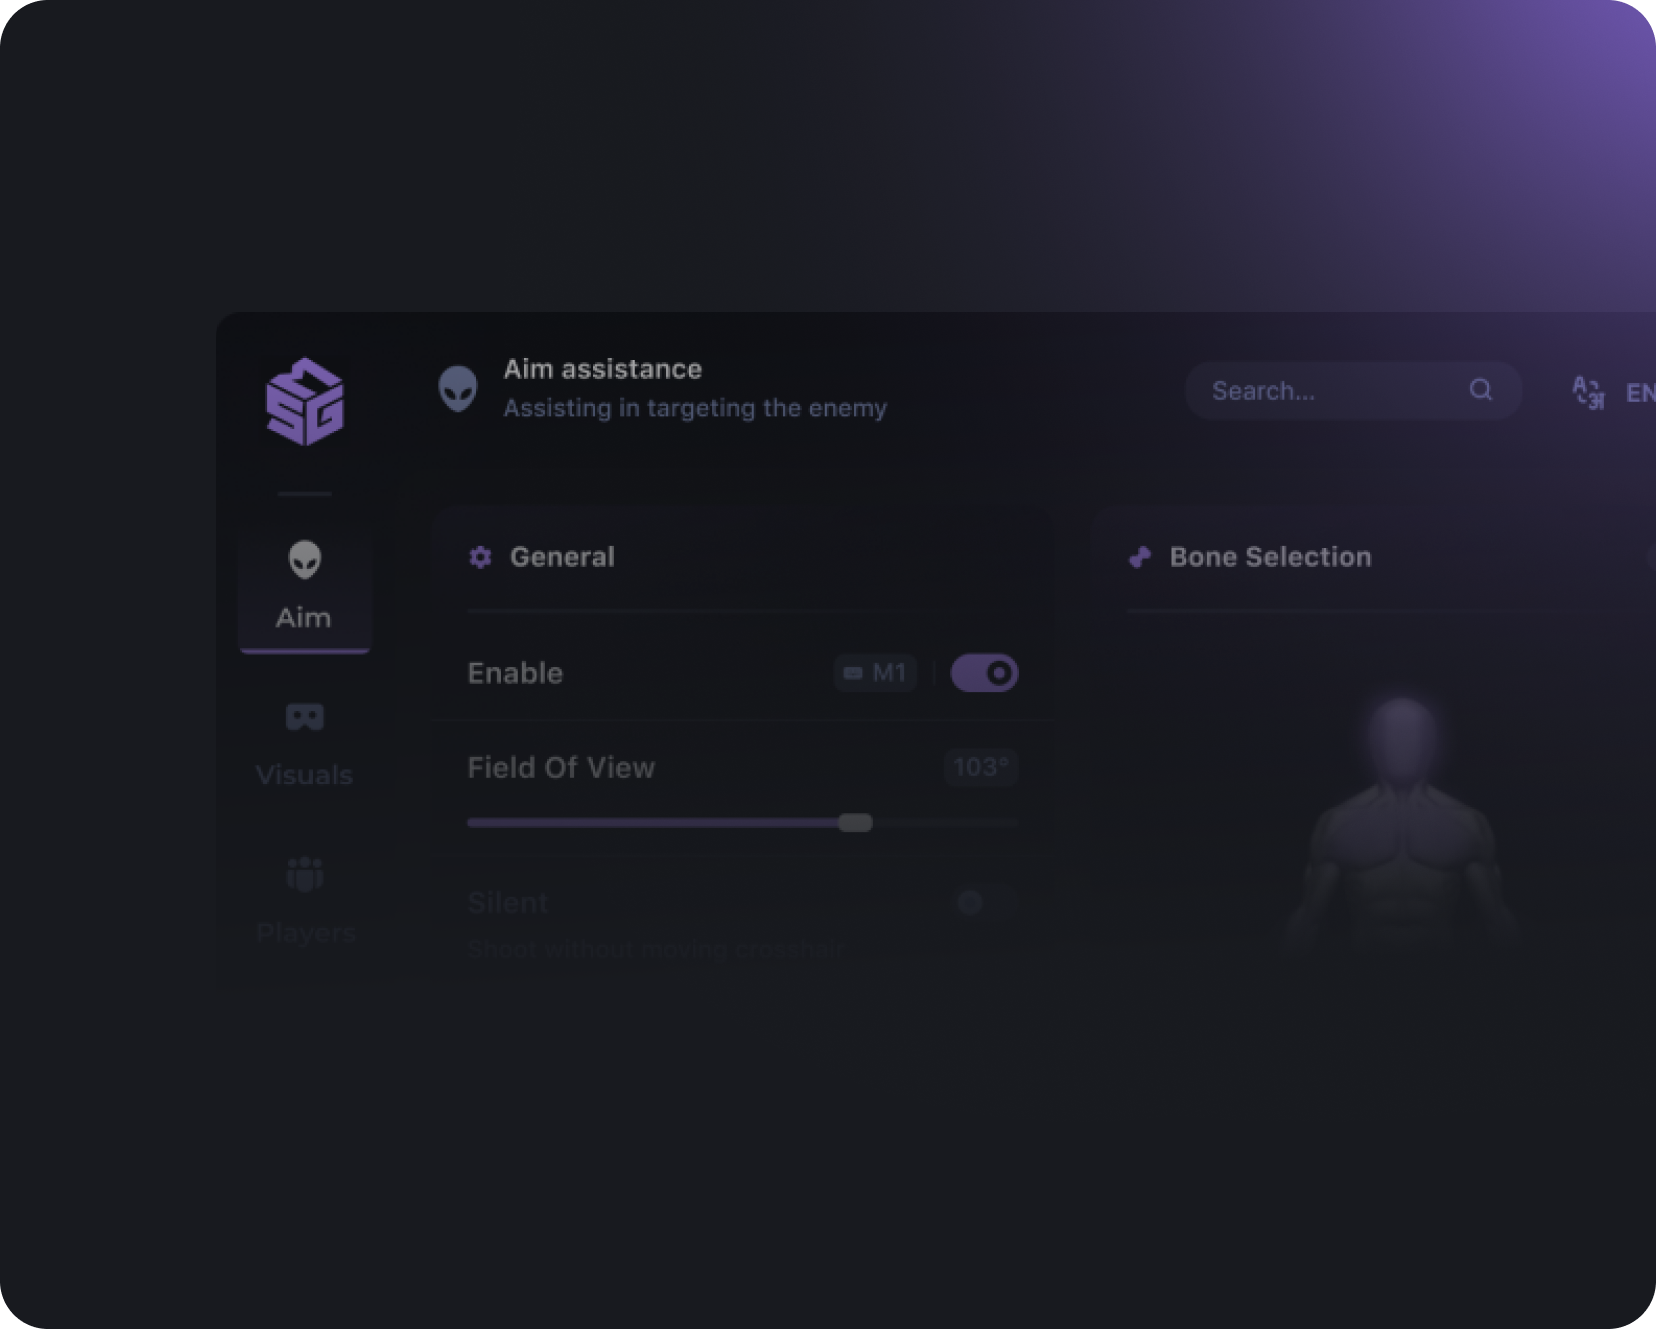 SG
Aim assistance
Assisting in targeting the enemy
Search...
EN
Aim
Visuals
Players
General
Enable
M1
Field Of View
103°
Silent
Shoot without moving crosshair
Bone Selection